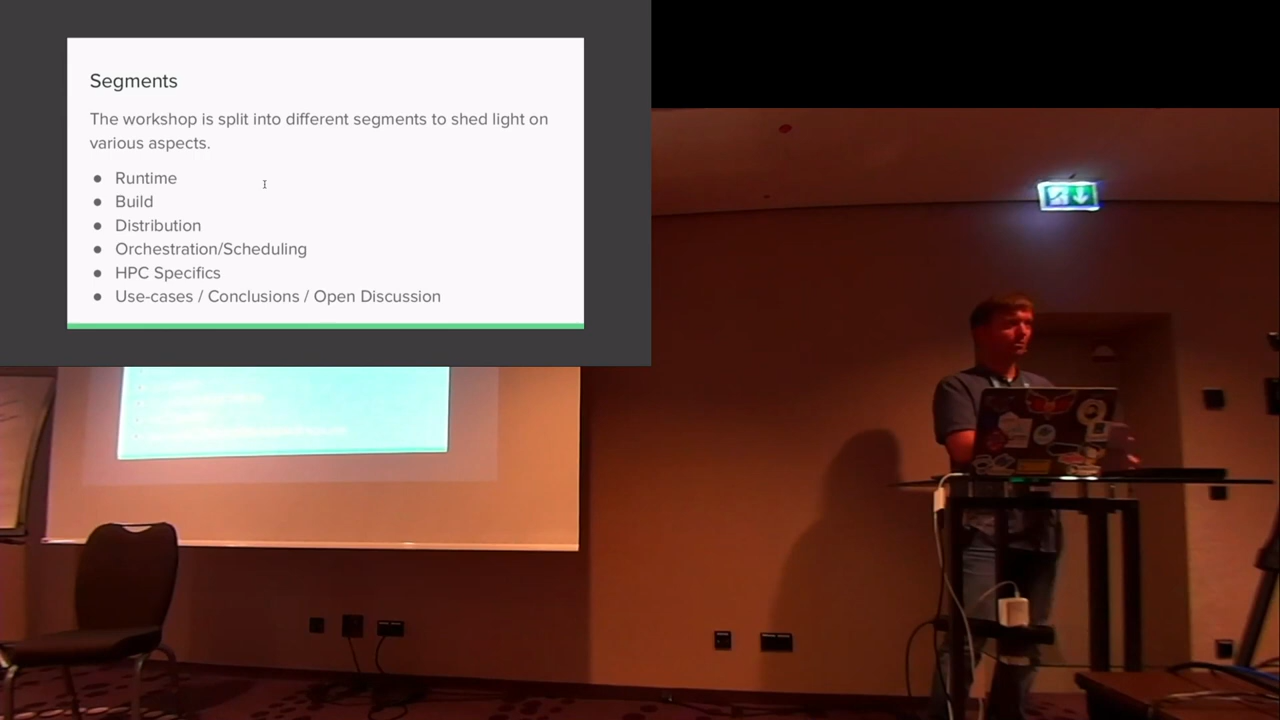 Segments
The workshop is split into different segments to shed light on
various aspects.
● Runtime
● Build
● Distribution
● Orchestration/Scheduling
● HPC Specifics
● Use-cases / Conclusions / Open Discussion